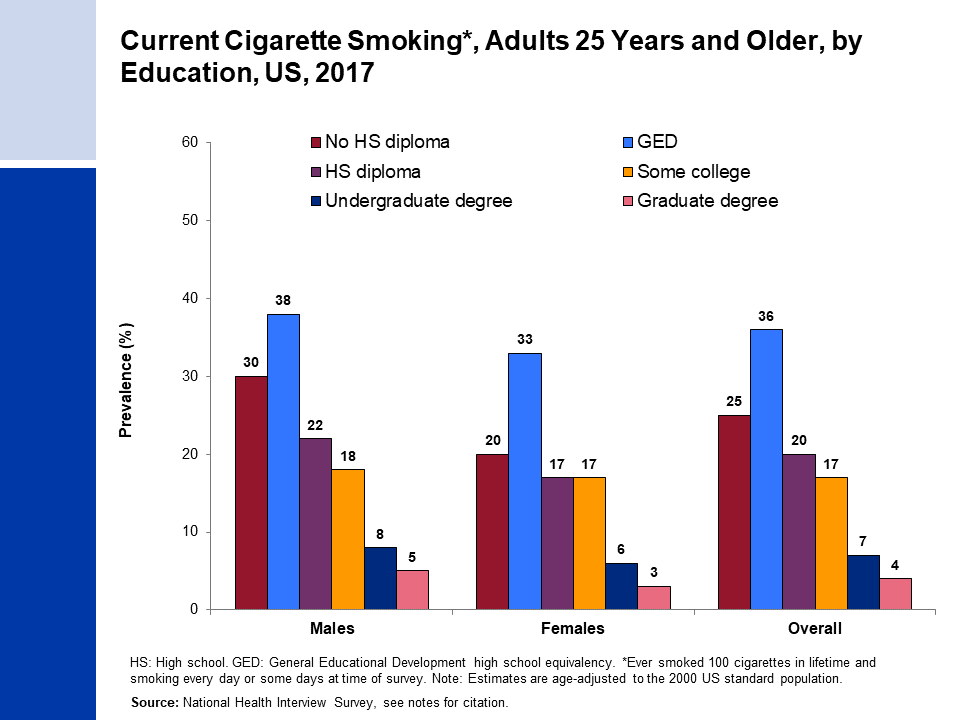 Current Cigarette Smoking*, Adults 25 Years and Older, by
Education, US, 2017
No HS diploma
GED
HS diploma
Some college
Undergraduate degree
Graduate degree
Prevalence (%)
60
50
40
30
20
10
0
30
38
22
18
8
5
20
33
17
17
6
3
25
36
20
17
7
4
Males
Females
Overall
HS: High school. GED: General Educational Development high school equivalency. *Ever smoked 100 cigarettes in lifetime and
smoking every day or some days at time of survey. Note: Estimates are age-adjusted to the 2000 US standard population.
Source: National Health Interview Survey, see notes for citation.